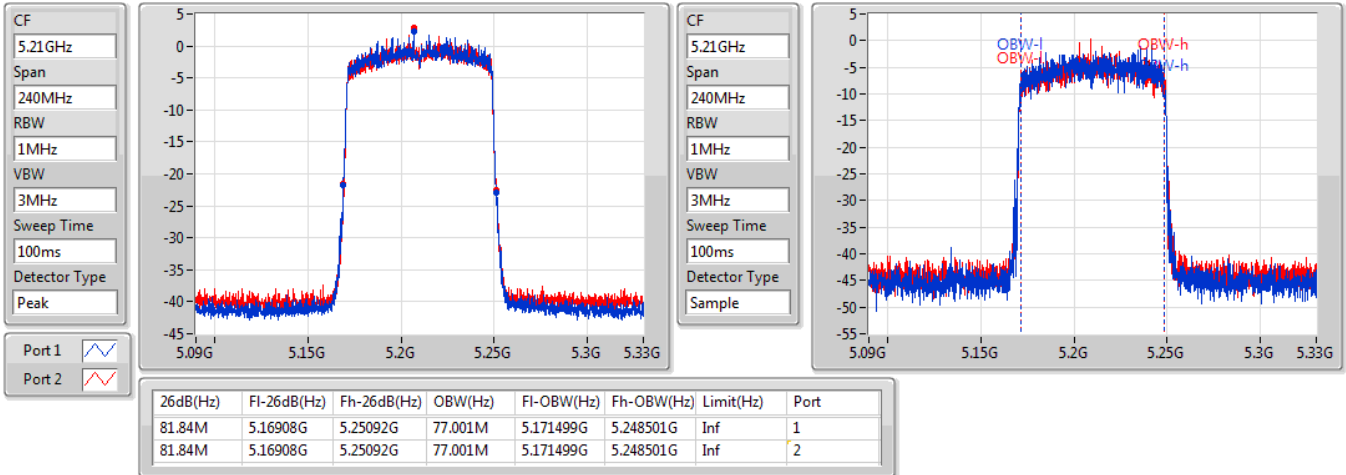 CF
5.21GHz
Span
240MHz
RBW
1MHz
VBW
3MHz
Sweep Time
100ms
Detector Type
Peak
Port 1
Port 2
5
0
-5
-10
-15
-20
-25
-30
-35
-40
-45
5.09G 5.15G 5.2G 5.25G 5.3G 5.33G
CF
5.21GHz
Span
240MHz
RBW
1MHz
VBW
3MHz
Sweep Time
100ms
Detector Type
Sample
5
0
-5
-10
-15
-20
-25
-30
-35
-40
-45
-50
-55
OBW-l OBW-h
OBW-l OBW-h
5.09G 5.15G 5.2G 5.25G 5.3G 5.33G
26dB(Hz) Fl-26dB(Hz) Fh-26dB(Hz) OBW(Hz) Fl-OBW(Hz) Fh-OBW(Hz) Limit(Hz) Port
81.84M 5.16908G 5.25092G 77.001M 5.171499G 5.248501G Inf 1
81.84M 5.16908G 5.25092G 77.001M 5.171499G 5.248501G Inf 2